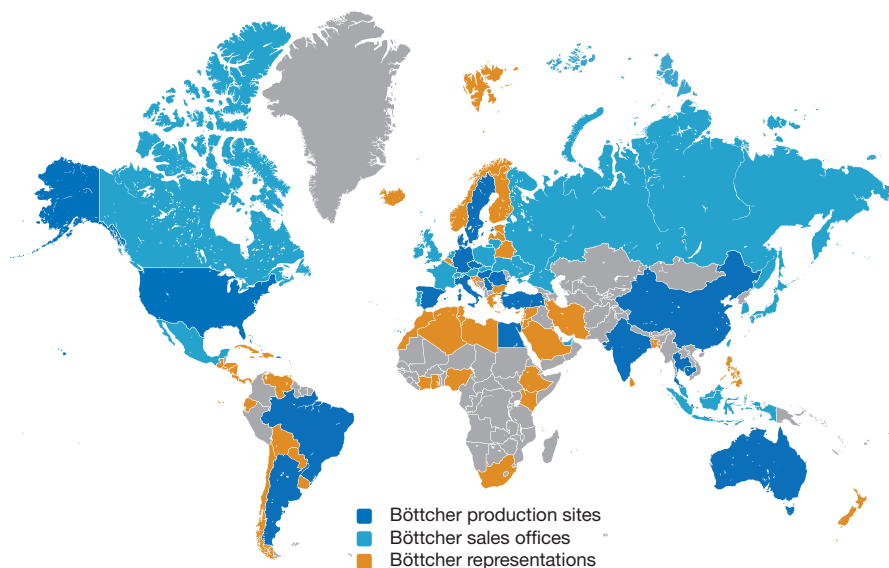 Böttcher production sites
Böttcher sales offices
Böttcher representations